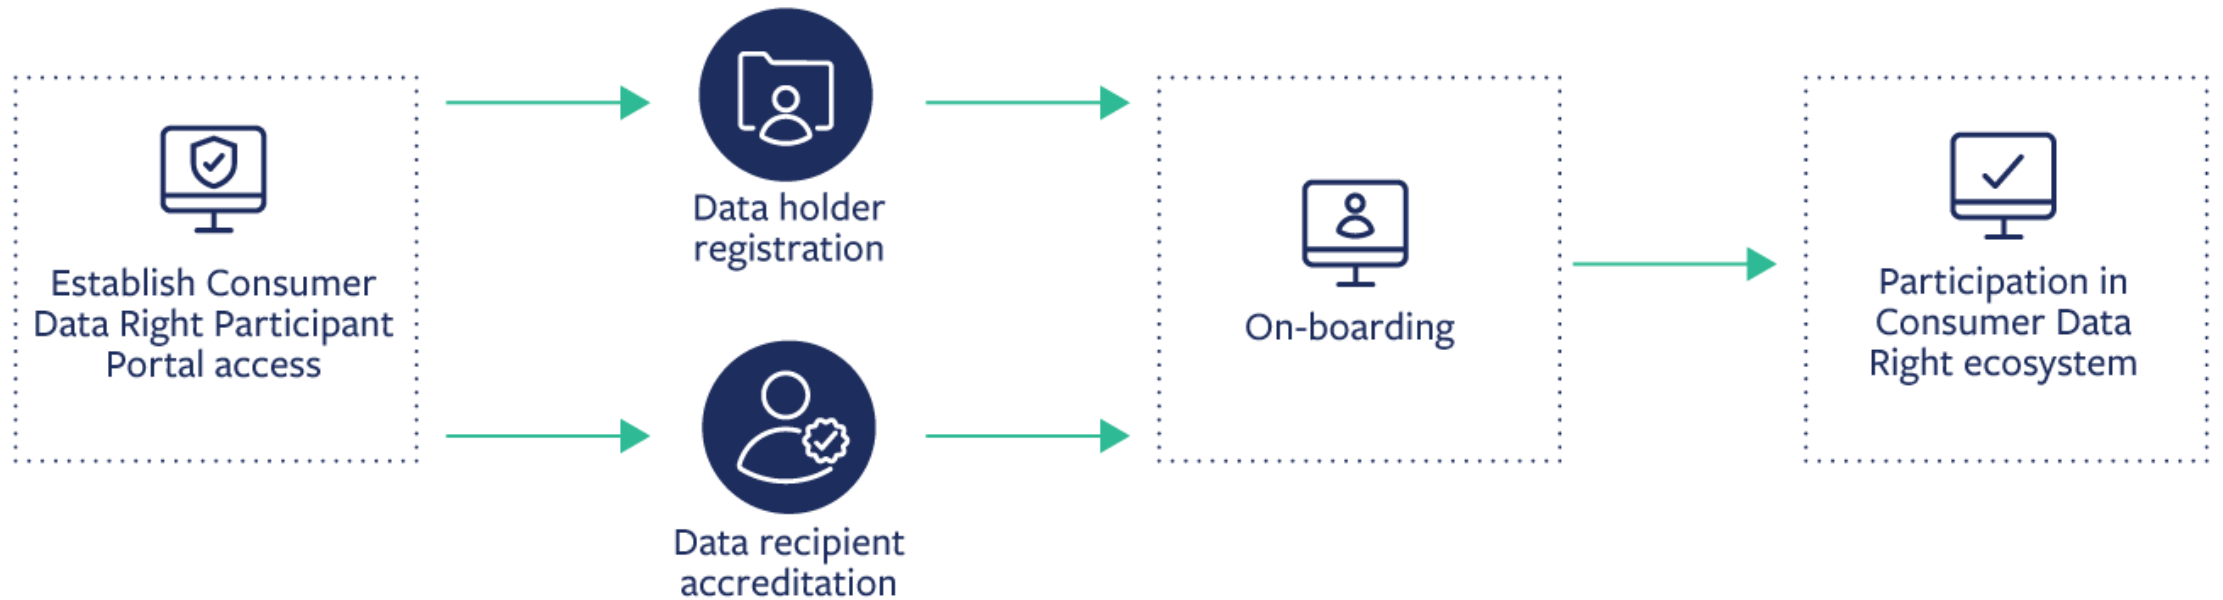 Establish Consumer
Data Right Participant
Portal access
Data holder
registration
Data recipient
accreditation
On-boarding
Participation in
Consumer Data
Right ecosystem